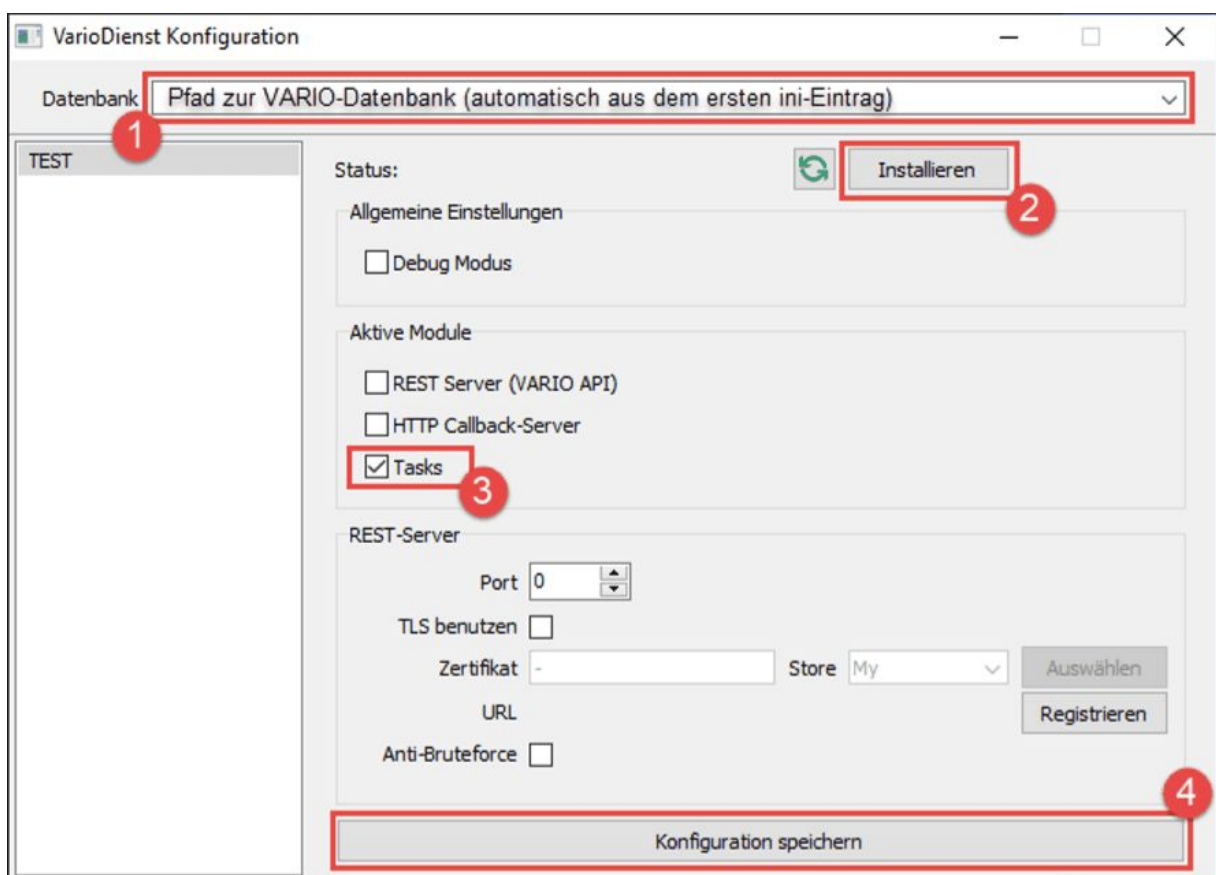 VarioDienst Konfiguration
Datenbank Pfad zur VARIO-Datenbank (automatisch aus dem ersten ini-Eintrag)
1
TEST
Status: Installieren
2
Allgemeine Einstellungen
Debug Modus
Aktive Module
REST Server (VARIO API)
HTTP Callback-Server
Tasks
3
REST-Server
Port 0
TLS benutzen
Zertifikat - Store My Auswählen
URL Registrieren
Anti-Bruteforce
4
Konfiguration speichern